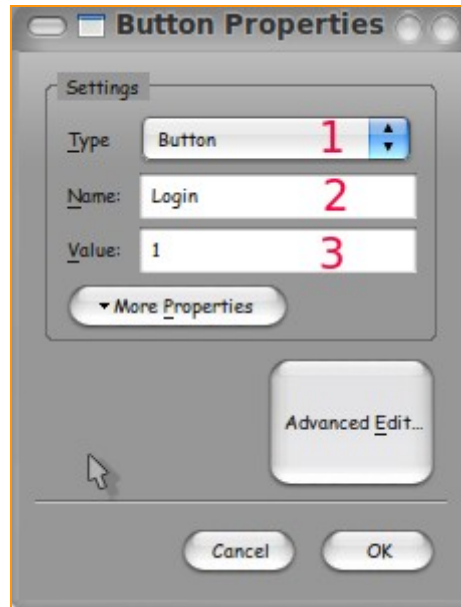 Button Properties
Settings
Type Button 1
Name: Login 2
Value: 1 3
More Properties
Advanced Edit...
Cancel OK